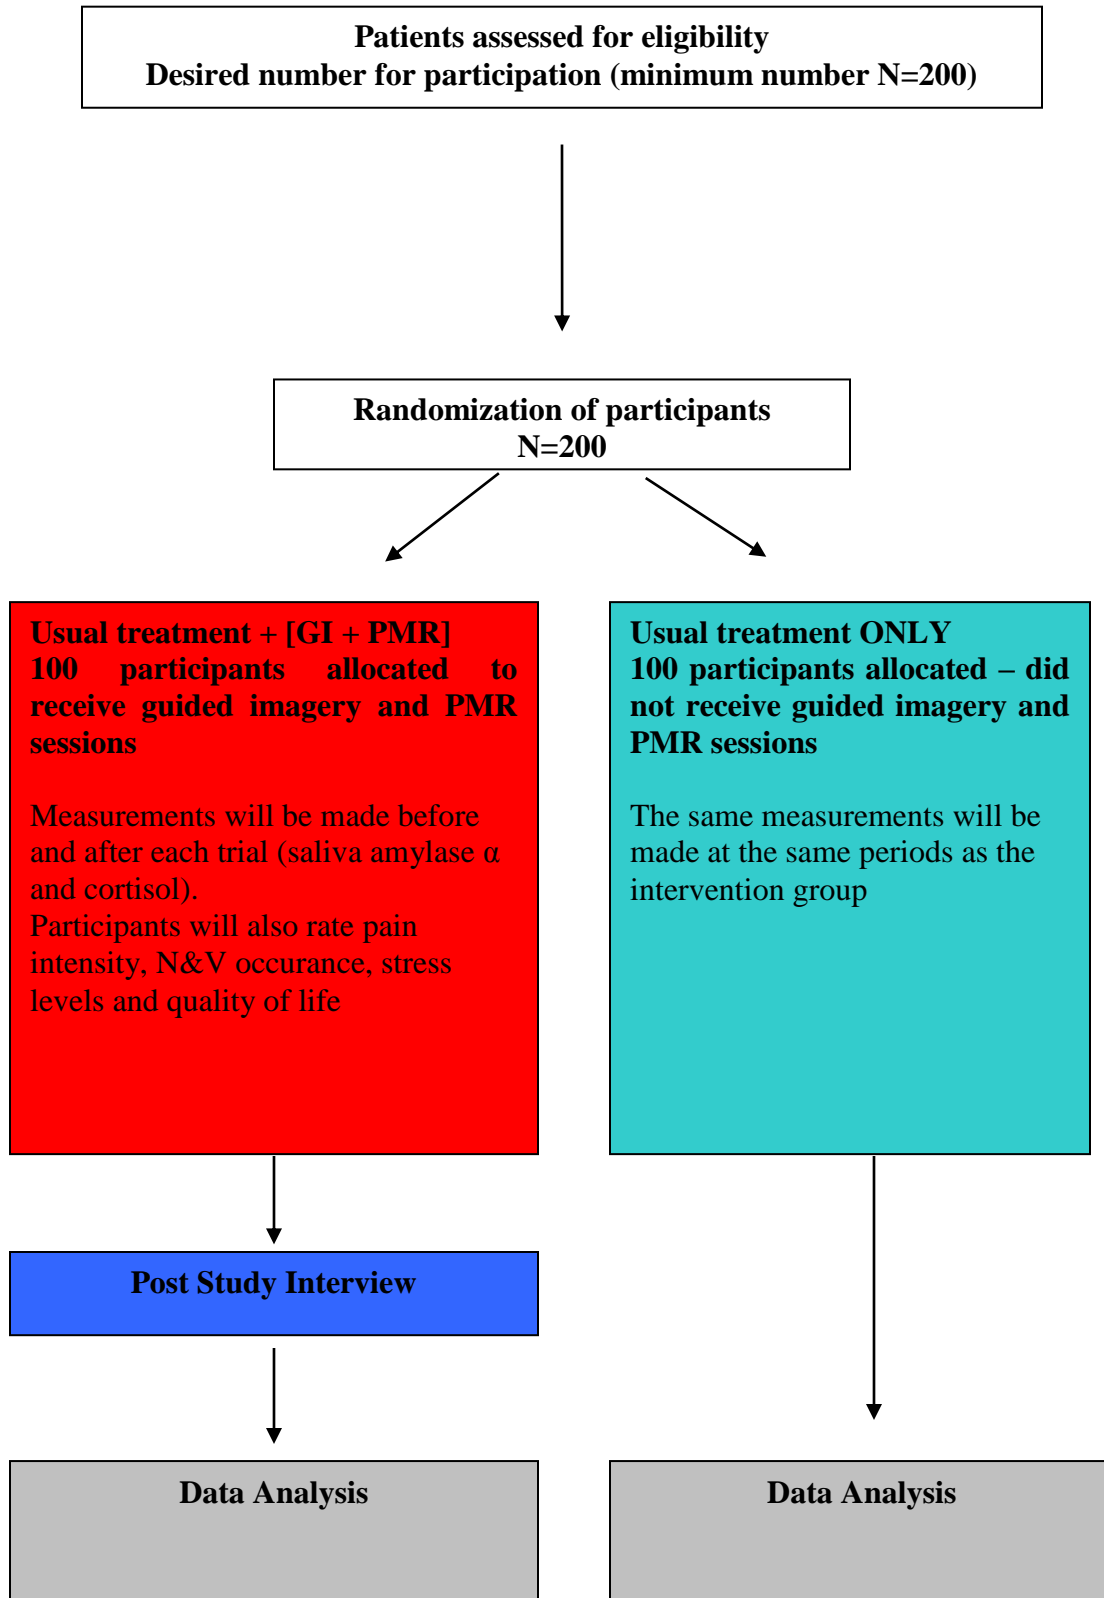 Patients assessed for eligibility
Desired number for participation (minimum number N=200)
Randomization of participants
N=200
Usual treatment + [GI + PMR]
100 participants allocated to
receive guided imagery and PMR
sessions
Measurements will be made before
and after each trial (saliva amylase α
and cortisol).
Participants will also rate pain
intensity, N&V occurance, stress
levels and quality of life
Usual treatment ONLY
100 participants allocated – did
not receive guided imagery and
PMR sessions
The same measurements will be
made at the same periods as the
intervention group
Post Study Interview
Data Analysis
Data Analysis